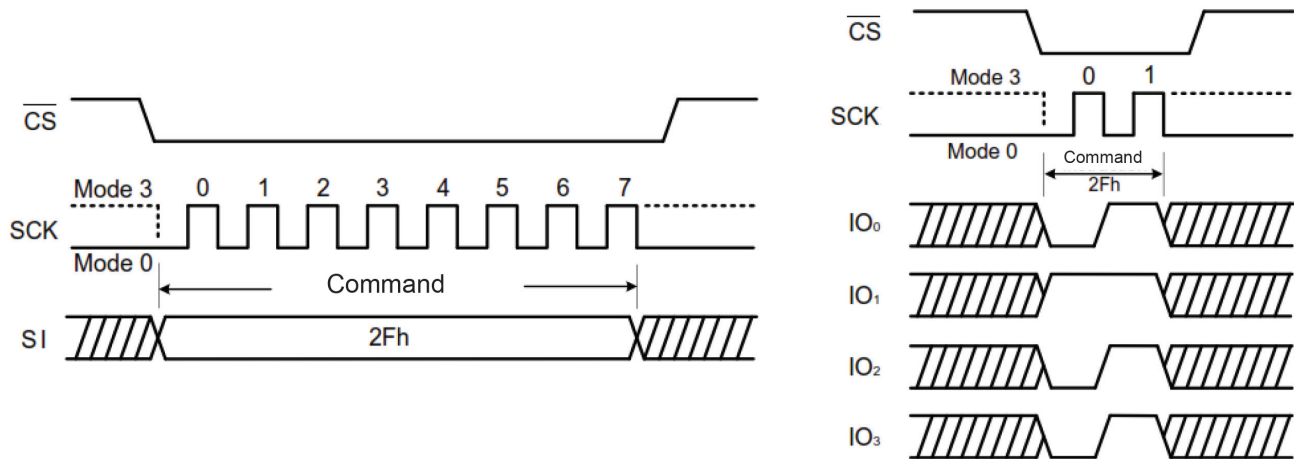 CS
Mode 3 0 1 2 3 4 5 6 7
SCK
Mode 0
Command
SI 2Fh
CS
Mode 3 0 1
SCK
Mode 0
Command
2Fh
IO₀
IO₁
IO₂
IO₃